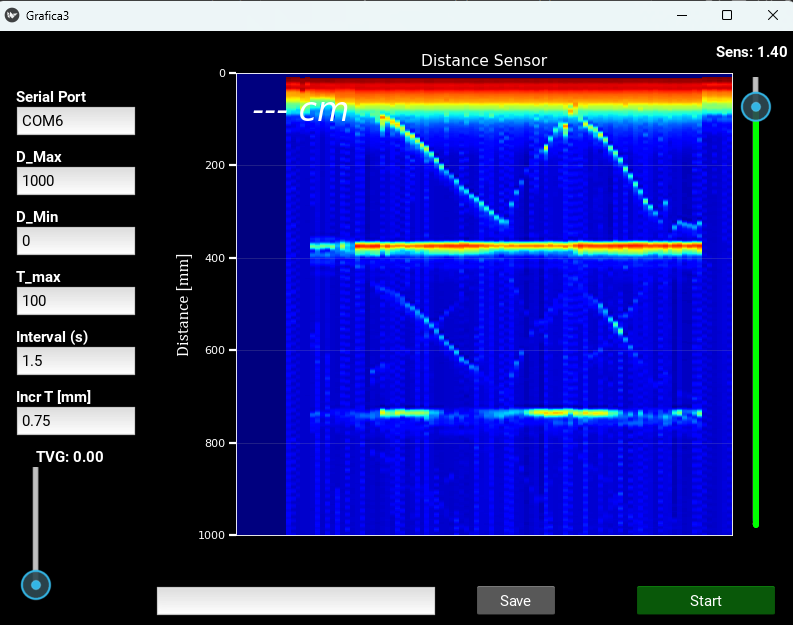 Grafica3
Sens: 1.40
Distance Sensor
Serial Port
COM6
D_Max
1000
D_Min
0
T_max
100
Interval (s)
1.5
Incr T [mm]
0.75
TVG: 0.00
--- cm
Distance [mm]
0
200
400
600
800
1000
Save
Start